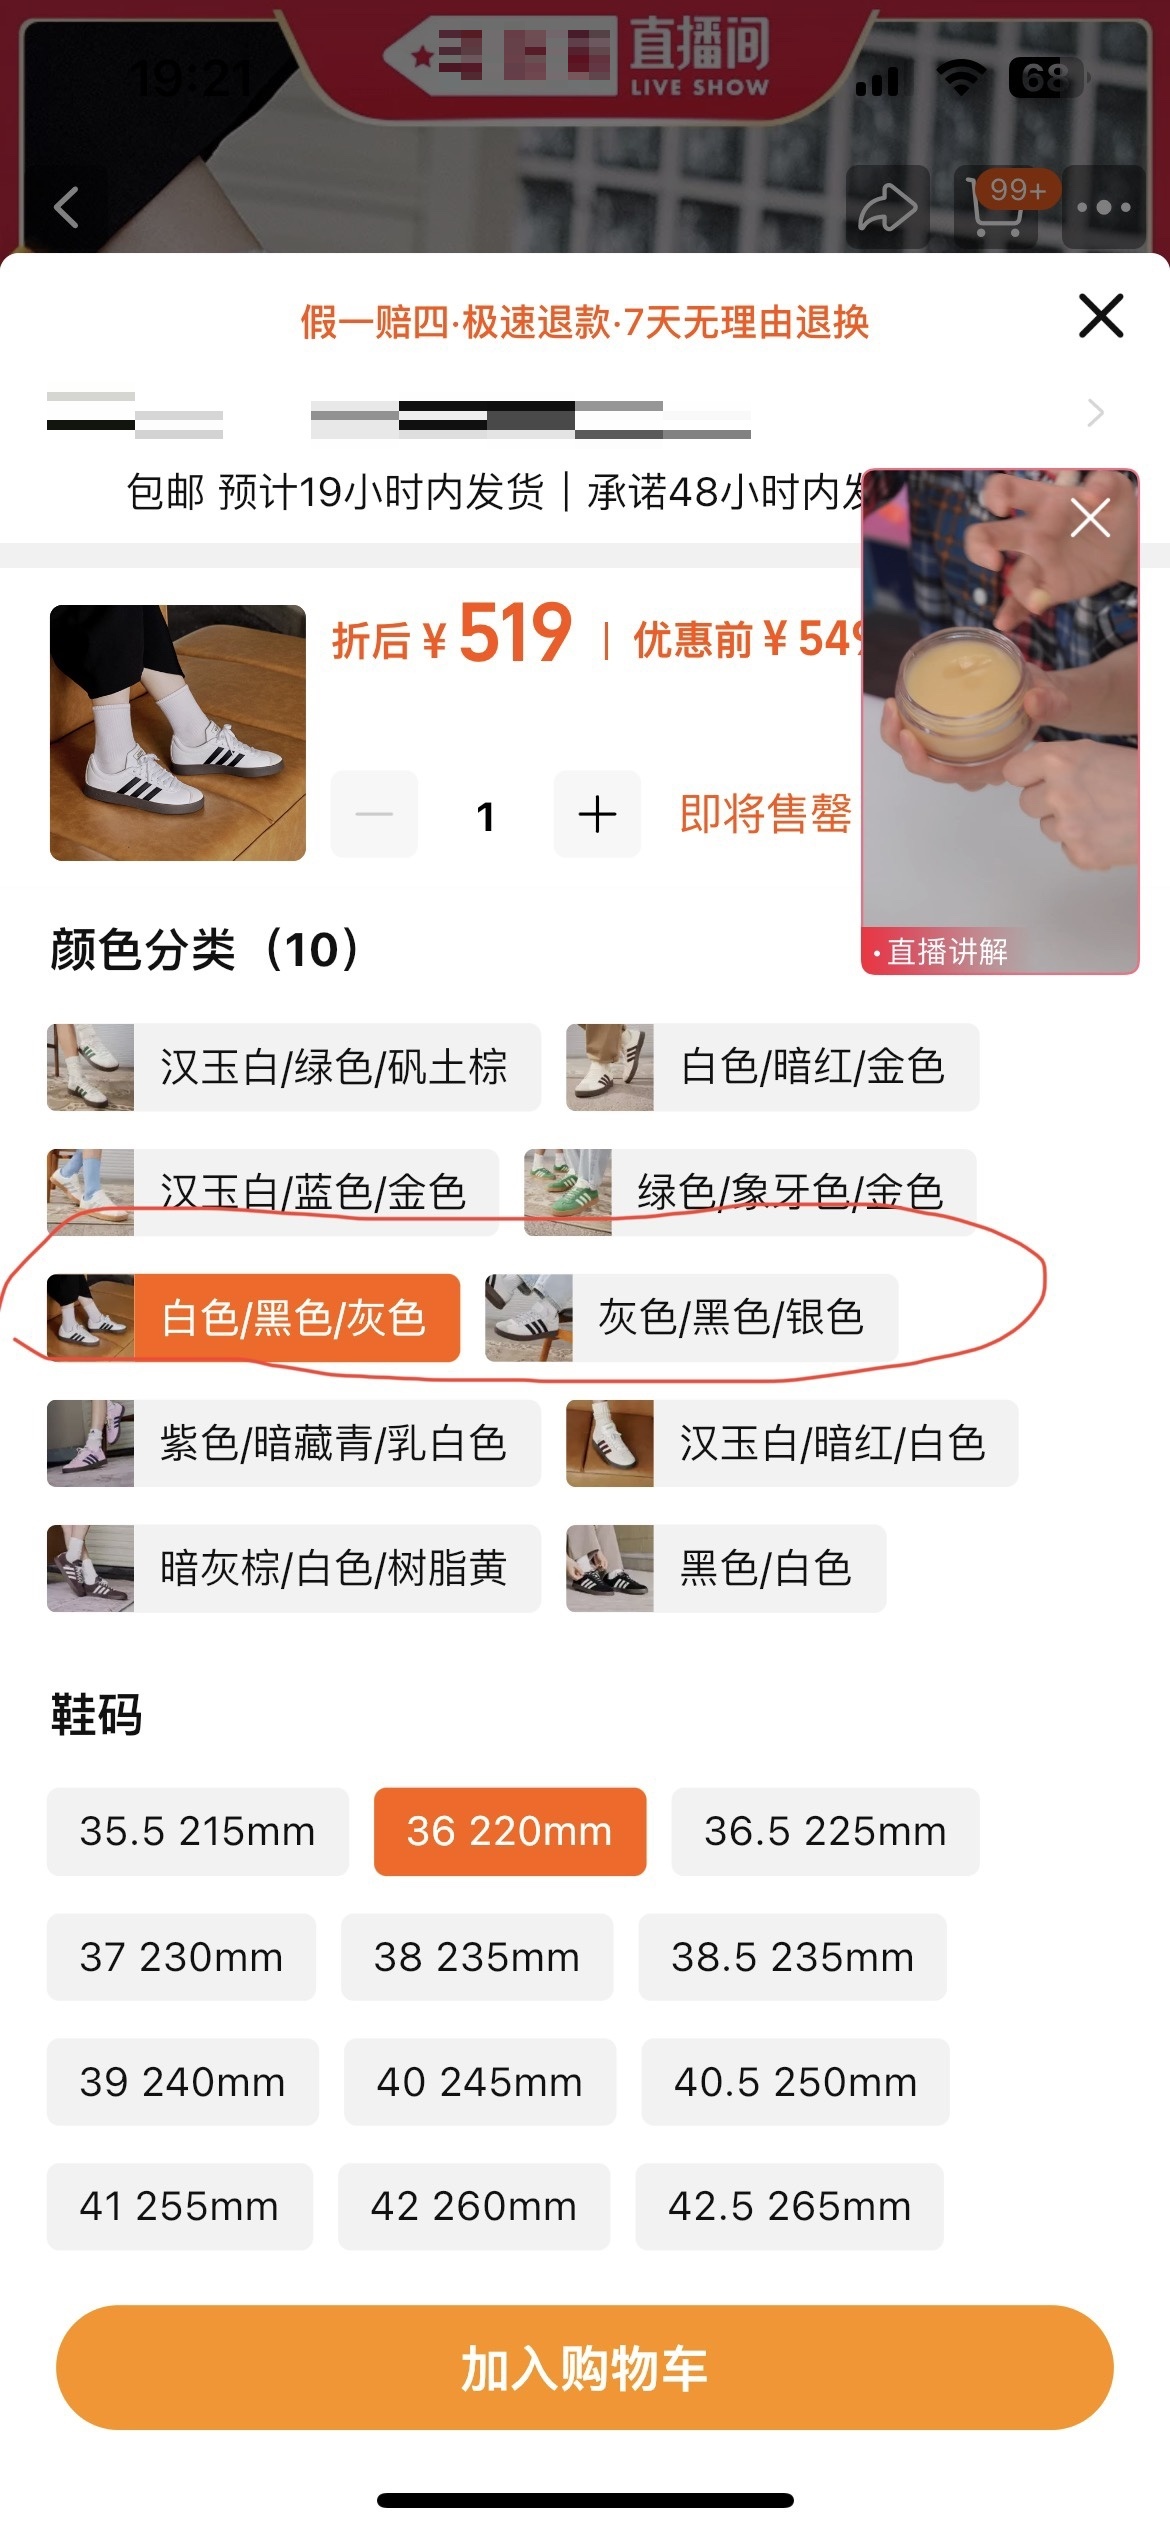 直播间
LIVE SHOW
19:21
68
99+
假一赔四·极速退款·7天无理由退换
包邮 预计19小时内发货｜承诺48小时内发
折后 ¥ 519 | 优惠前 ¥ 549
1
即将售罄
·直播讲解
颜色分类（10）
汉玉白/绿色/矾土棕
白色/暗红/金色
汉玉白/蓝色/金色
绿色/象牙色/金色
白色/黑色/灰色
灰色/黑色/银色
紫色/暗藏青/乳白色
汉玉白/暗红/白色
暗灰棕/白色/树脂黄
黑色/白色
鞋码
35.5 215mm
36 220mm
36.5 225mm
37 230mm
38 235mm
38.5 235mm
39 240mm
40 245mm
40.5 250mm
41 255mm
42 260mm
42.5 265mm
加入购物车